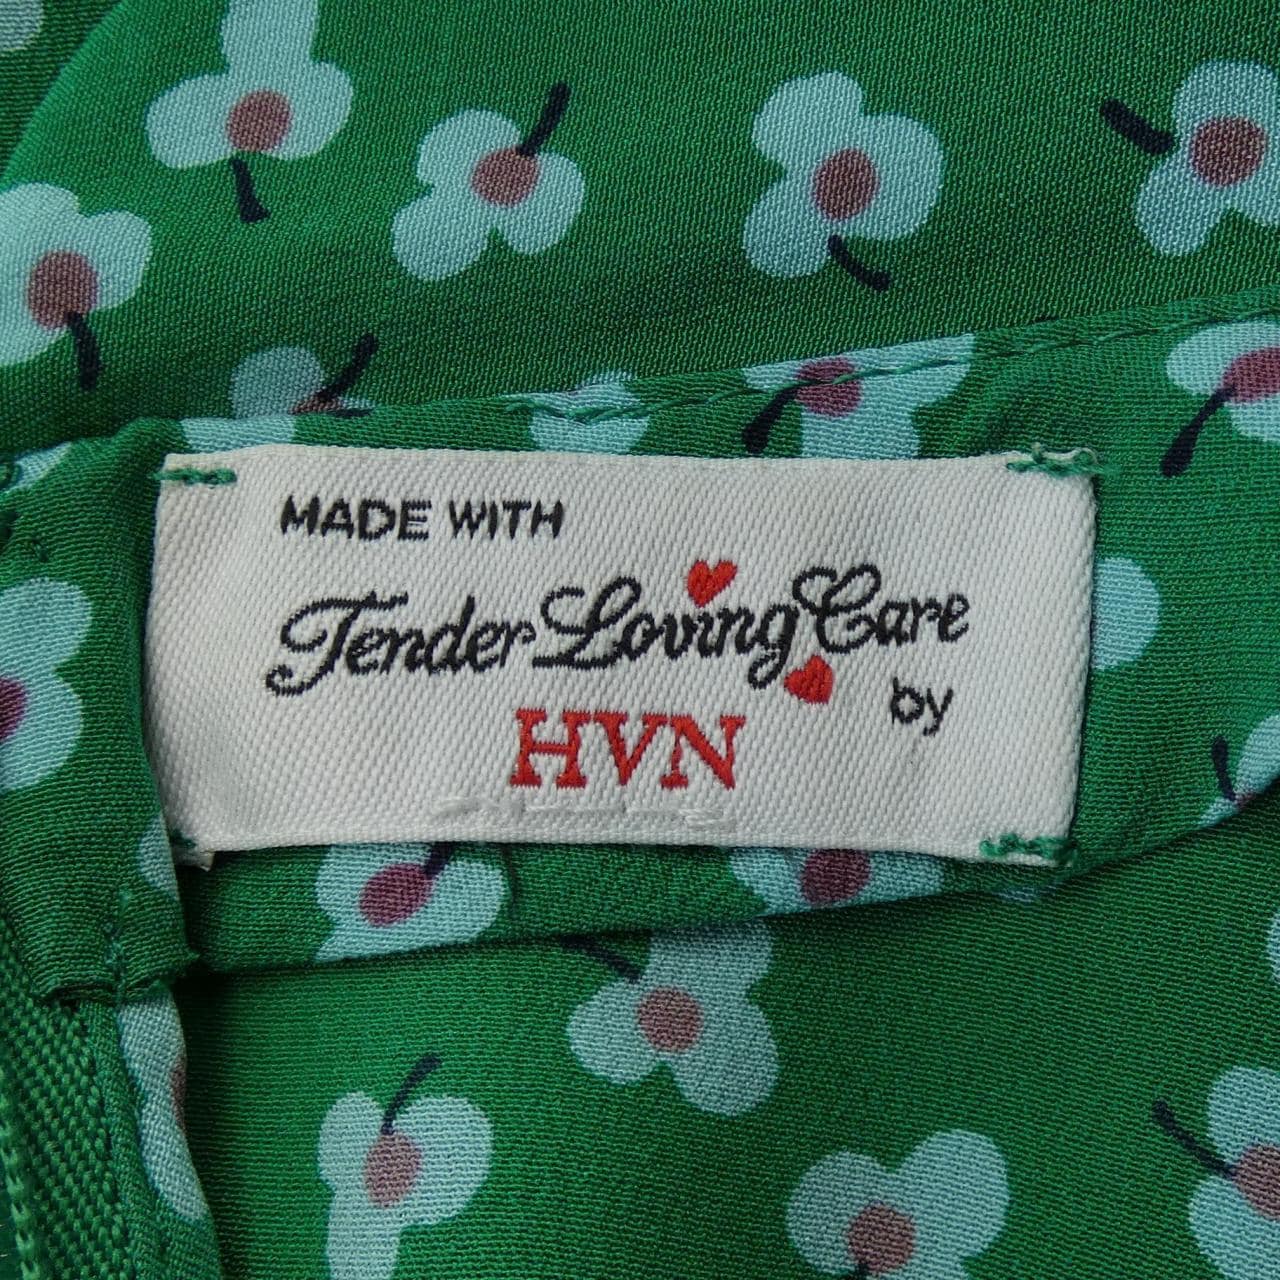 MADE WITH
Tender Loving Care
by
HVN